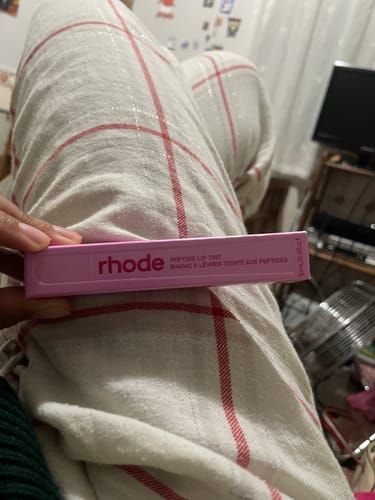 rhode
PEPTIDE LIP TINT
BAUME À LÈVRES TEINTÉ AUX PEPTIDES